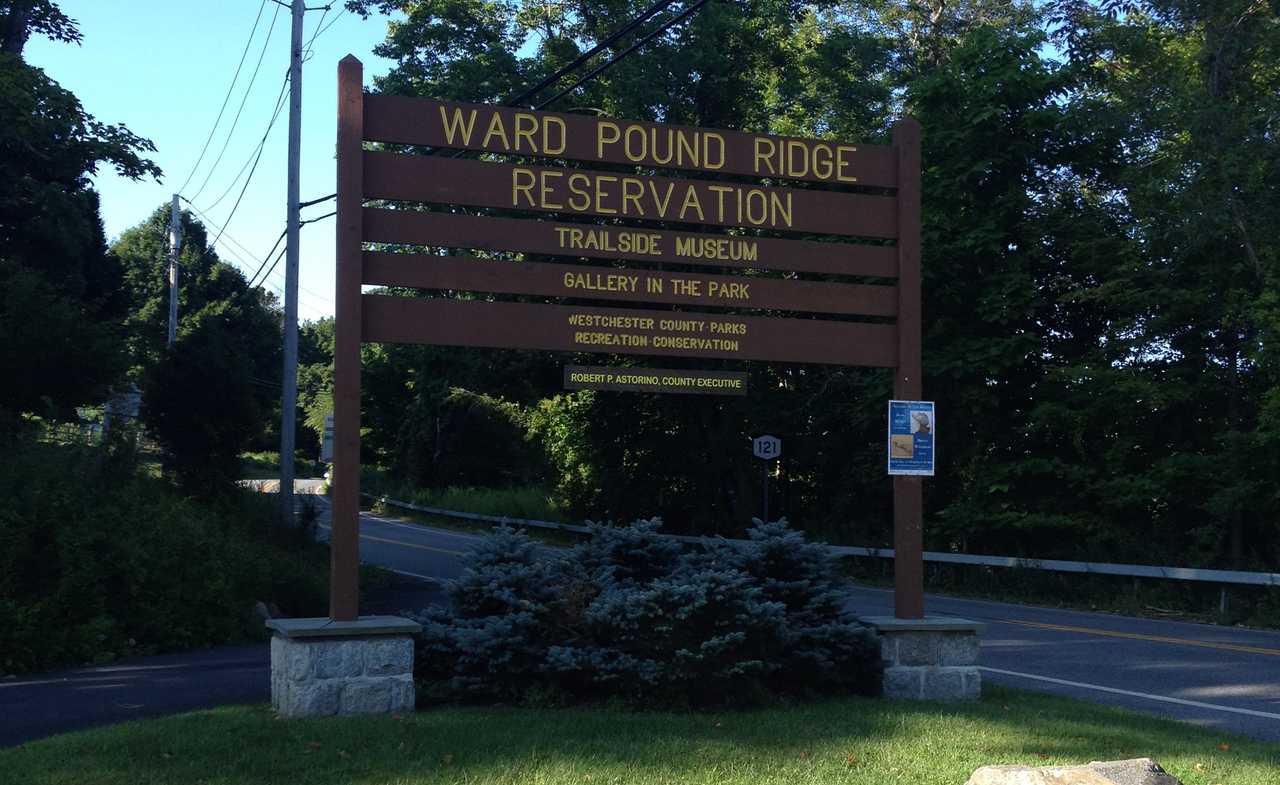 WARD POUND RIDGE
RESERVATION
TRAILSIDE MUSEUM
GALLERY IN THE PARK
WESTCHESTER COUNTY PARKS
RECREATION-CONSERVATION
ROBERT P. ASTORINO, COUNTY EXECUTIVE
121